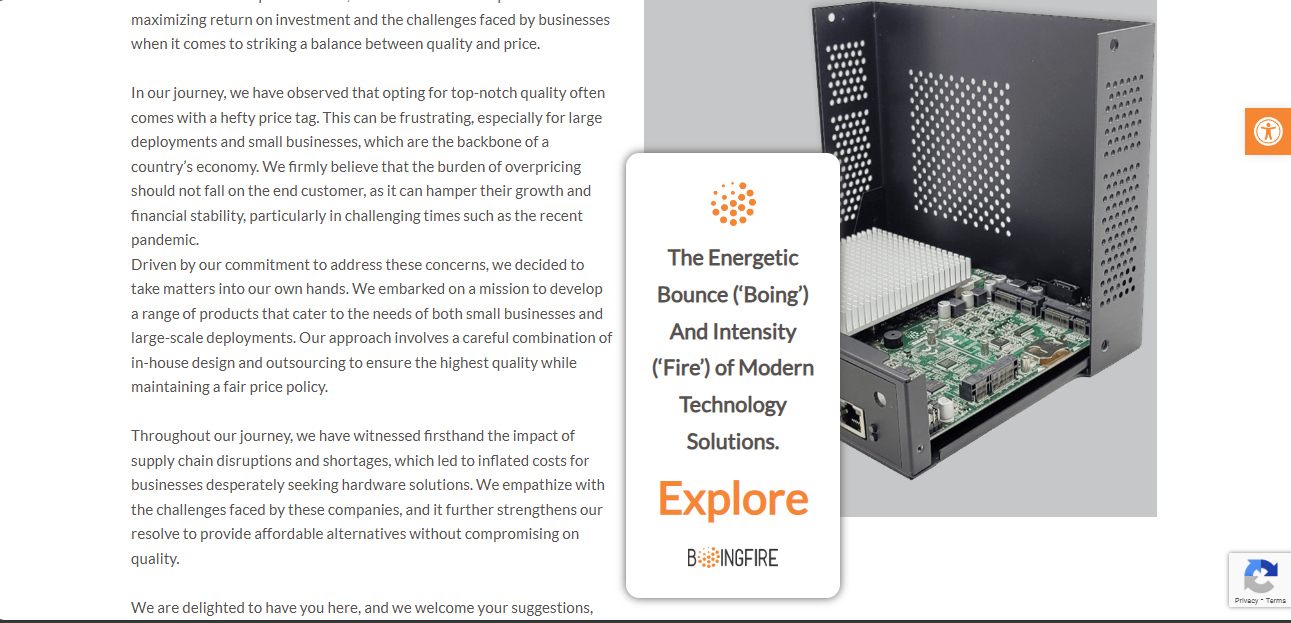 maximizing return on investment and the challenges faced by businesses
when it comes to striking a balance between quality and price.
In our journey, we have observed that opting for top-notch quality often
comes with a hefty price tag. This can be frustrating, especially for large
deployments and small businesses, which are the backbone of a
country’s economy. We firmly believe that the burden of overpricing
should not fall on the end customer, as it can hamper their growth and
financial stability, particularly in challenging times such as the recent
pandemic.
Driven by our commitment to address these concerns, we decided to
take matters into our own hands. We embarked on a mission to develop
a range of products that cater to the needs of both small businesses and
large-scale deployments. Our approach involves a careful combination of
in-house design and outsourcing to ensure the highest quality while
maintaining a fair price policy.
Throughout our journey, we have witnessed firsthand the impact of
supply chain disruptions and shortages, which led to inflated costs for
businesses desperately seeking hardware solutions. We empathize with
the challenges faced by these companies, and it further strengthens our
resolve to provide affordable alternatives without compromising on
quality.
We are delighted to have you here, and we welcome your suggestions,
The Energetic
Bounce (‘Boing’)
And Intensity
(‘Fire’) of Modern
Technology
Solutions.
Explore
BOINGFIRE
Privacy - Terms